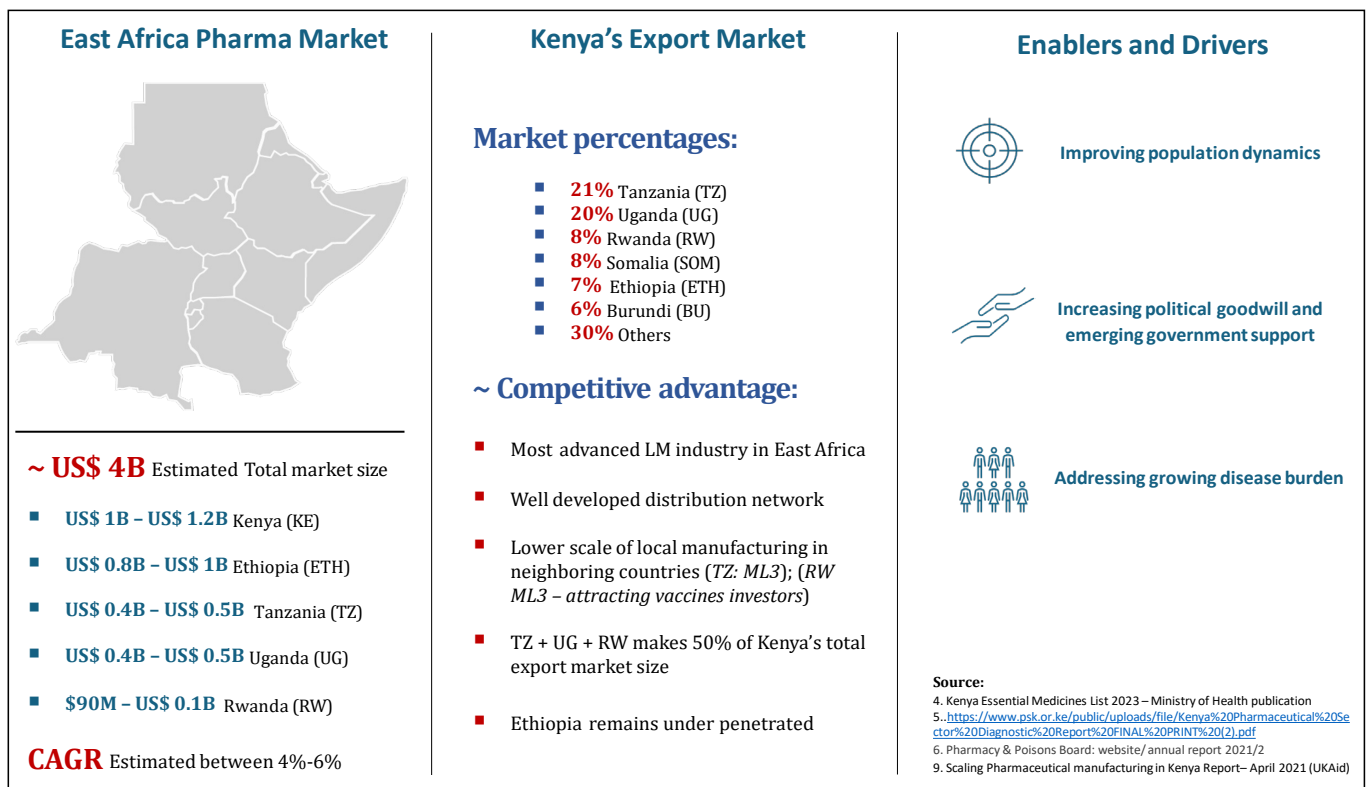 East Africa Pharma Market
~ US$ 4B Estimated Total market size
▪ US$ 1B – US$ 1.2B Kenya (KE)
▪ US$ 0.8B – US$ 1B Ethiopia (ETH)
▪ US$ 0.4B – US$ 0.5B Tanzania (TZ)
▪ US$ 0.4B – US$ 0.5B Uganda (UG)
▪ $90M – US$ 0.1B Rwanda (RW)
CAGR Estimated between 4%-6%
Kenya's Export Market
Market percentages:
▪ 21% Tanzania (TZ)
▪ 20% Uganda (UG)
▪ 8% Rwanda (RW)
▪ 8% Somalia (SOM)
▪ 7% Ethiopia (ETH)
▪ 6% Burundi (BU)
▪ 30% Others
~ Competitive advantage:
▪ Most advanced LM industry in East Africa
▪ Well developed distribution network
▪ Lower scale of local manufacturing in
neighboring countries (TZ: ML3); (RW
ML3 – attracting vaccines investors)
▪ TZ + UG + RW makes 50% of Kenya's total
export market size
▪ Ethiopia remains under penetrated
Enablers and Drivers
Improving population dynamics
Increasing political goodwill and
emerging government support
Addressing growing disease burden
Source:
4. Kenya Essential Medicines List 2023 – Ministry of Health publication
5..https://www.psk.or.ke/public/uploads/file/Kenya%20Pharmaceutical%20Se
ctor%20Diagnostic%20Report%20FINAL%20PRINT%20(2).pdf
6. Pharmacy & Poisons Board: website/ annual report 2021/2
9. Scaling Pharmaceutical manufacturing in Kenya Report– April 2021 (UKAid)